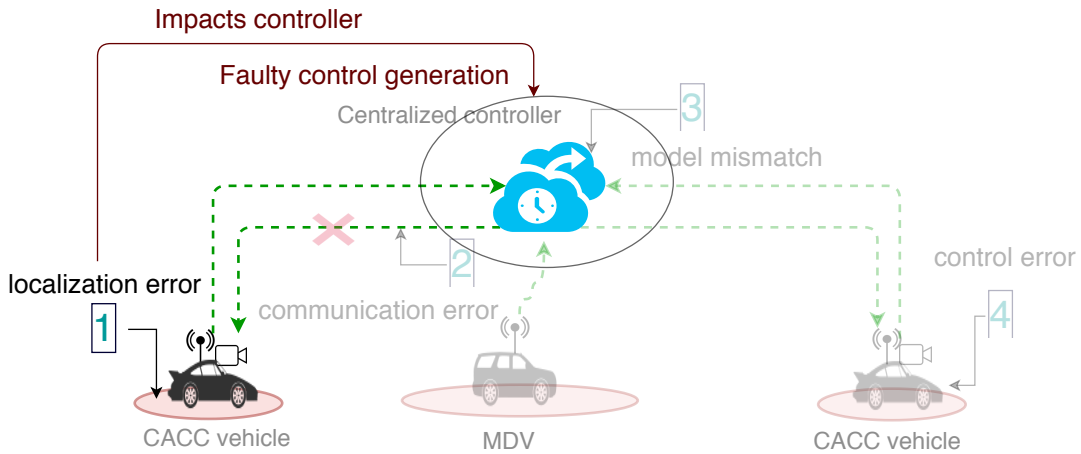 Impacts controller
Faulty control generation
Centralized controller
3
model mismatch
2
control error
localization error
communication error
1
4
CACC vehicle
MDV
CACC vehicle